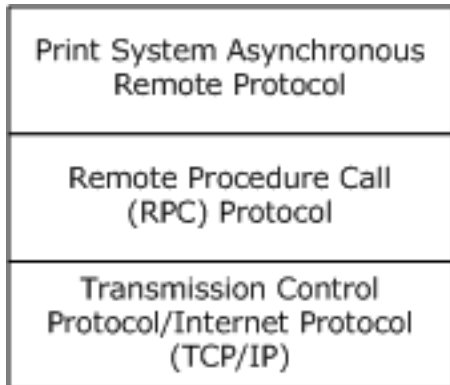 Print System Asynchronous
Remote Protocol
Remote Procedure Call
(RPC) Protocol
Transmission Control
Protocol/Internet Protocol
(TCP/IP)